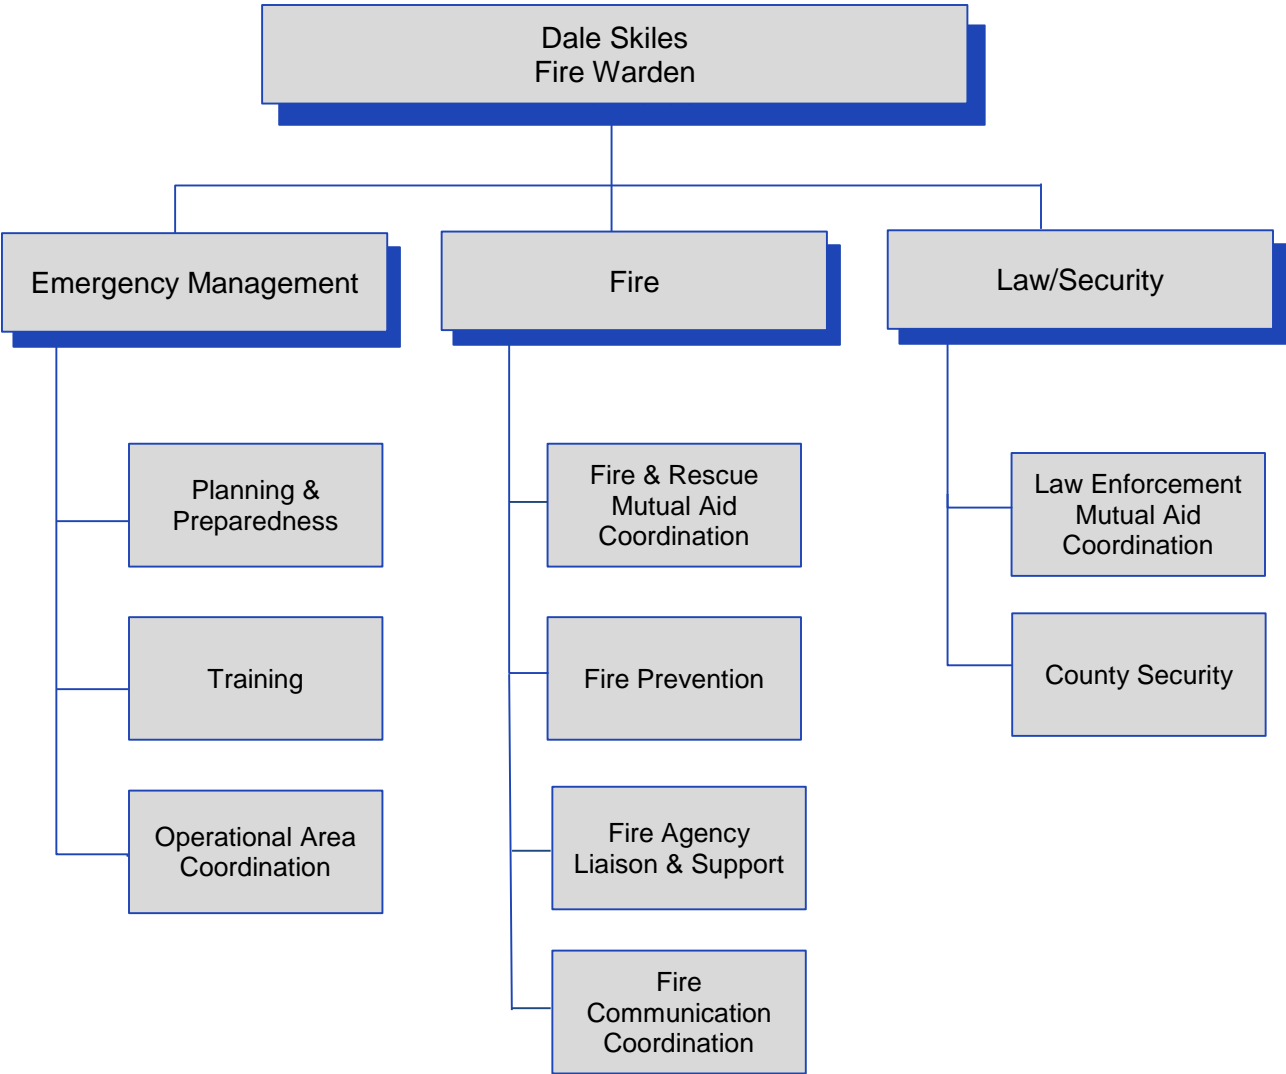 Dale Skiles
Fire Warden
Emergency Management
Fire
Law/Security
Planning &
Preparedness
Training
Operational Area
Coordination
Fire & Rescue
Mutual Aid
Coordination
Fire Prevention
Fire Agency
Liaison & Support
Fire
Communication
Coordination
Law Enforcement
Mutual Aid
Coordination
County Security